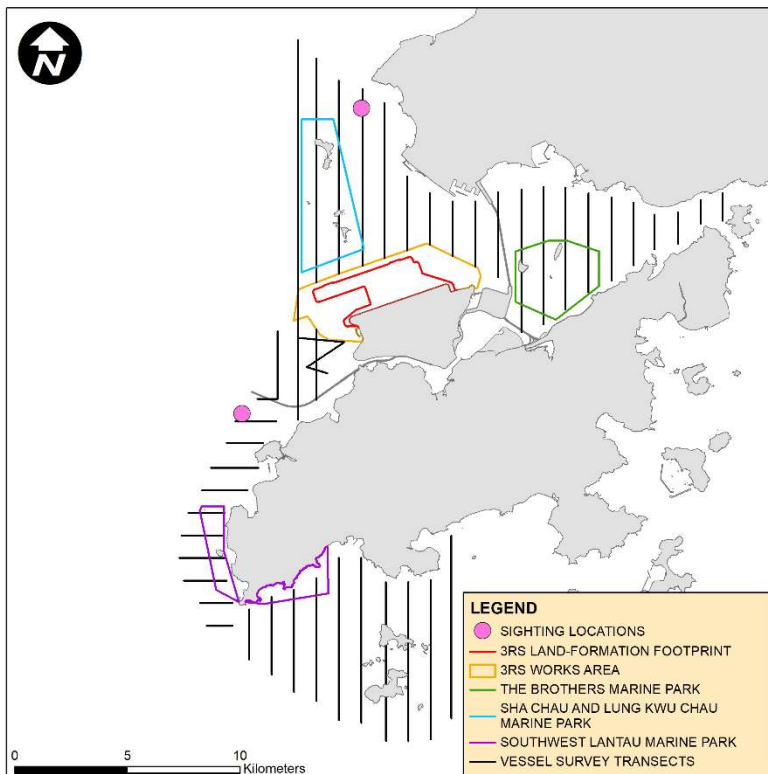 N
LEGEND
SIGHTING LOCATIONS
3RS LAND-FORMATION FOOTPRINT
3RS WORKS AREA
THE BROTHERS MARINE PARK
SHA CHAU AND LUNG KWU CHAU
MARINE PARK
SOUTHWEST LANTAU MARINE PARK
VESSEL SURVEY TRANSECTS
0 5 10
Kilometers